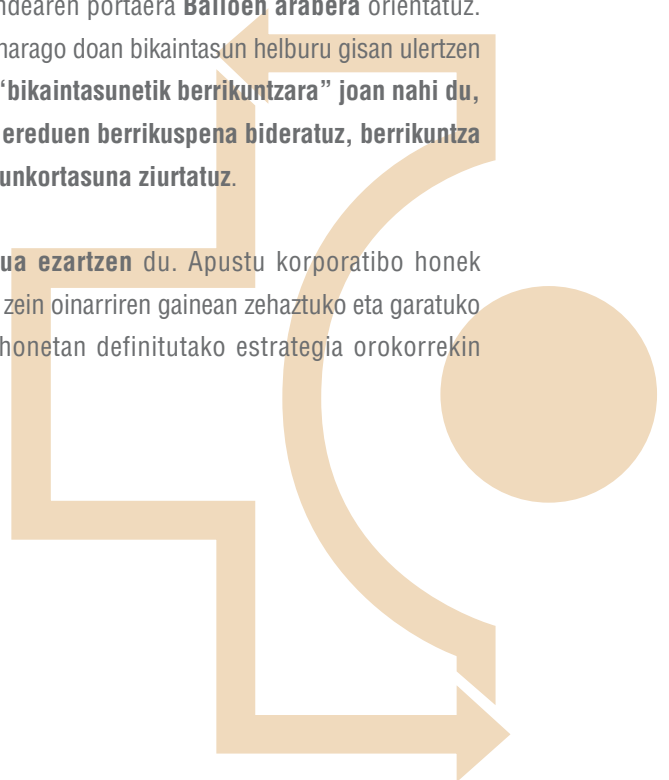 ndearen portaera Balioen arabera orientatuz.
harago doan bikaintasun helburu gisan ulertzen
“bikaintasunetik berrikuntzara” joan nahi du,
ereduen berrikuspena bideratuz, berrikuntza
unkortasuna ziurtatuz.
ua ezartzen du. Apustu korporatibo honek
zein oinarriren gainean zehaztuko eta garatuko
honetan definitutako estrategia orokorrekin